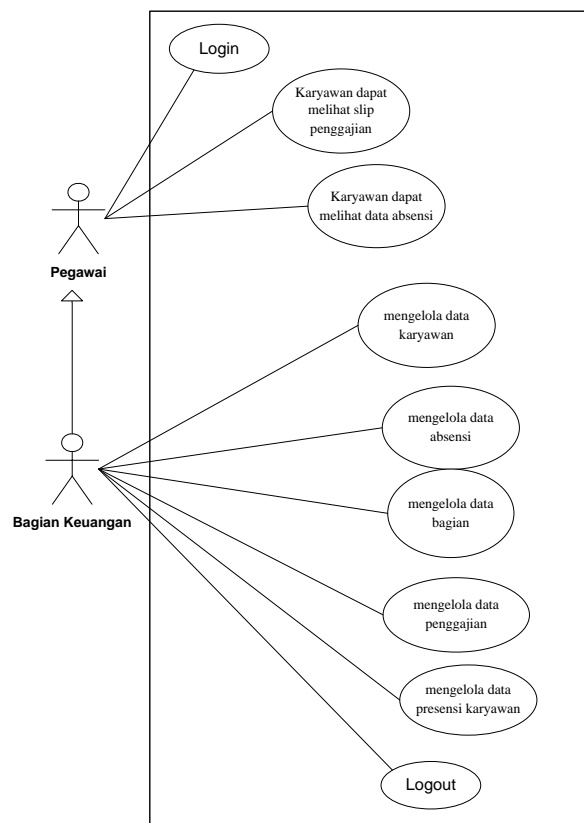 Login
Karyawan dapat
melihat slip
penggajian
Karyawan dapat
melihat data absensi
Pegawai
mengelola data
karyawan
mengelola data
absensi
Bagian Keuangan
mengelola data
bagian
mengelola data
penggajian
mengelola data
presensi karyawan
Logout